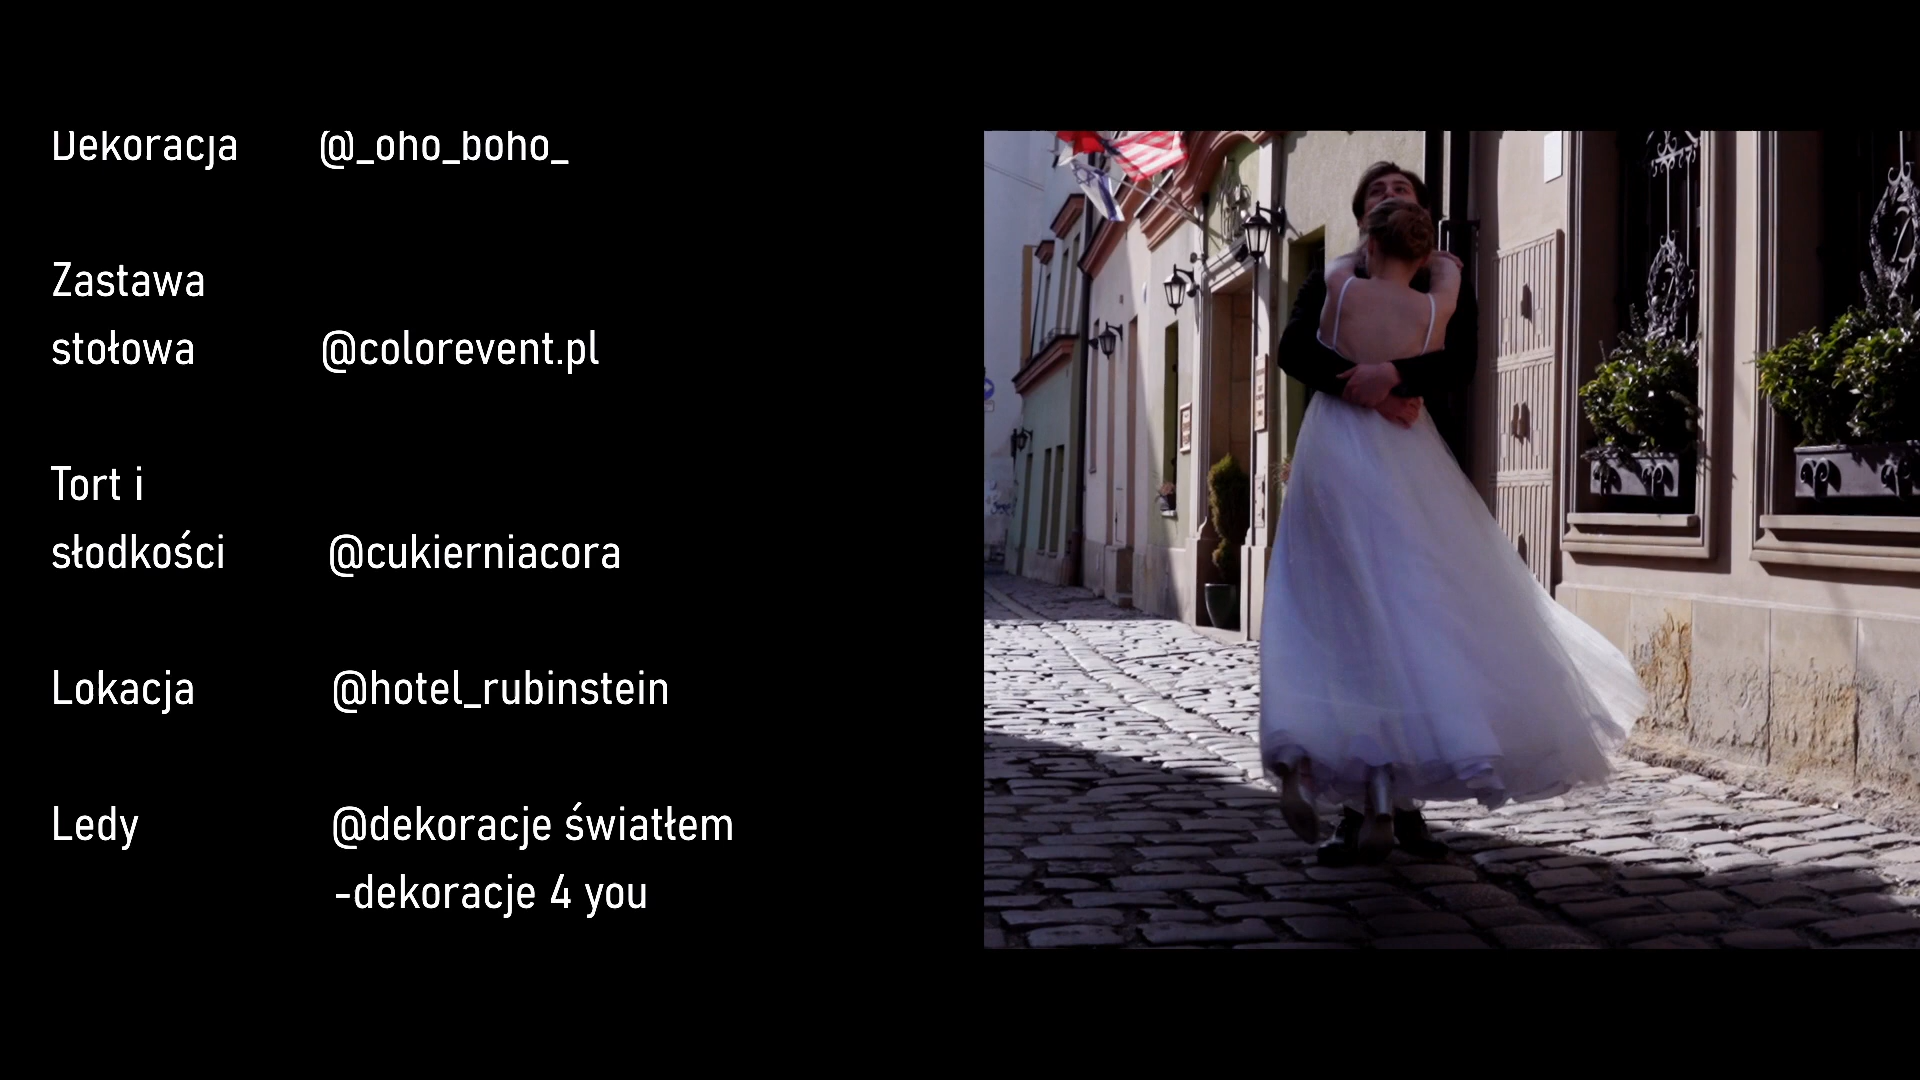 Dekoracja @_oho_boho_
Zastawa
stołowa @colorevent.pl
Tort i
słodkości @cukierniacora
Lokacja @hotel_rubinstein
Ledy @dekoracje światłem
-dekoracje 4 you